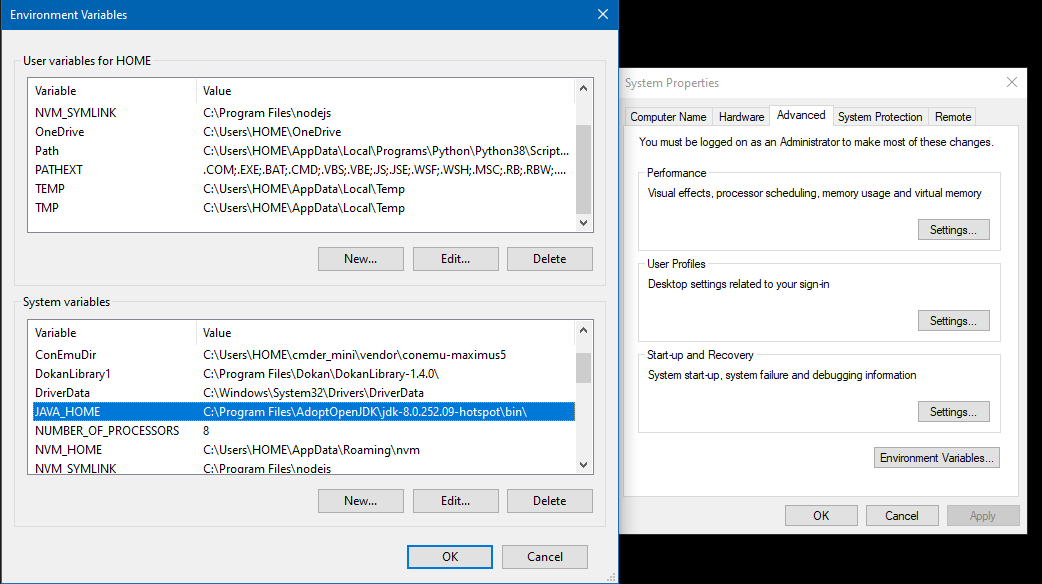 Environment Variables
User variables for HOME
Variable Value
NVM_SYMLINK C:\Program Files\nodejs
OneDrive C:\Users\HOME\OneDrive
Path C:\Users\HOME\AppData\Local\Programs\Python\Python38\Script...
PATHEXT .COM;.EXE;.BAT;.CMD;.VBS;.VBE;.JS;.JSE;.WSF;.WSH;.MSC;.RB;.RBW;....
TEMP C:\Users\HOME\AppData\Local\Temp
TMP C:\Users\HOME\AppData\Local\Temp
New... Edit... Delete
System variables
Variable Value
ConEmuDir C:\Users\HOME\cmder_mini\vendor\conemu-maximus5
DokanLibrary1 C:\Program Files\Dokan\DokanLibrary-1.4.0\
DriverData C:\Windows\System32\Drivers\DriverData
JAVA_HOME C:\Program Files\AdoptOpenJDK\jdk-8.0.252.09-hotspot\bin\
NUMBER_OF_PROCESSORS 8
NVM_HOME C:\Users\HOME\AppData\Roaming\nvm
NVM_SYMLINK C:\Program Files\nodejs
New... Edit... Delete
OK Cancel
System Properties
Computer Name Hardware Advanced System Protection Remote
You must be logged on as an Administrator to make most of these changes.
Performance
Visual effects, processor scheduling, memory usage and virtual memory
Settings...
User Profiles
Desktop settings related to your sign-in
Settings...
Start-up and Recovery
System start-up, system failure and debugging information
Settings...
Environment Variables...
OK Cancel Apply